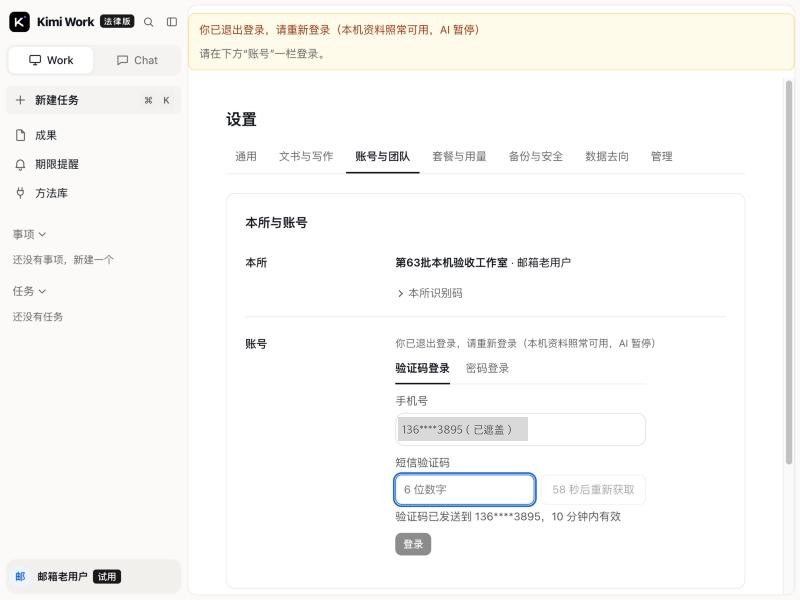 Kimi Work 法律版
Work
Chat
新建任务 ⌘ K
成果
期限提醒
方法库
事项
还没有事项，新建一个
任务
还没有任务
邮 邮箱老用户 试用
你已退出登录，请重新登录（本机资料照常可用，AI 暂停）
请在下方“账号”一栏登录。
设置
通用 文书与写作 账号与团队 套餐与用量 备份与安全 数据去向 管理
本所与账号
本所 第63批本机验收工作室 · 邮箱老用户
本所识别码
账号 你已退出登录，请重新登录（本机资料照常可用，AI 暂停）
验证码登录 密码登录
手机号
136****3895（已遮盖）
短信验证码
6 位数字 58 秒后重新获取
验证码已发送到 136****3895，10 分钟内有效
登录